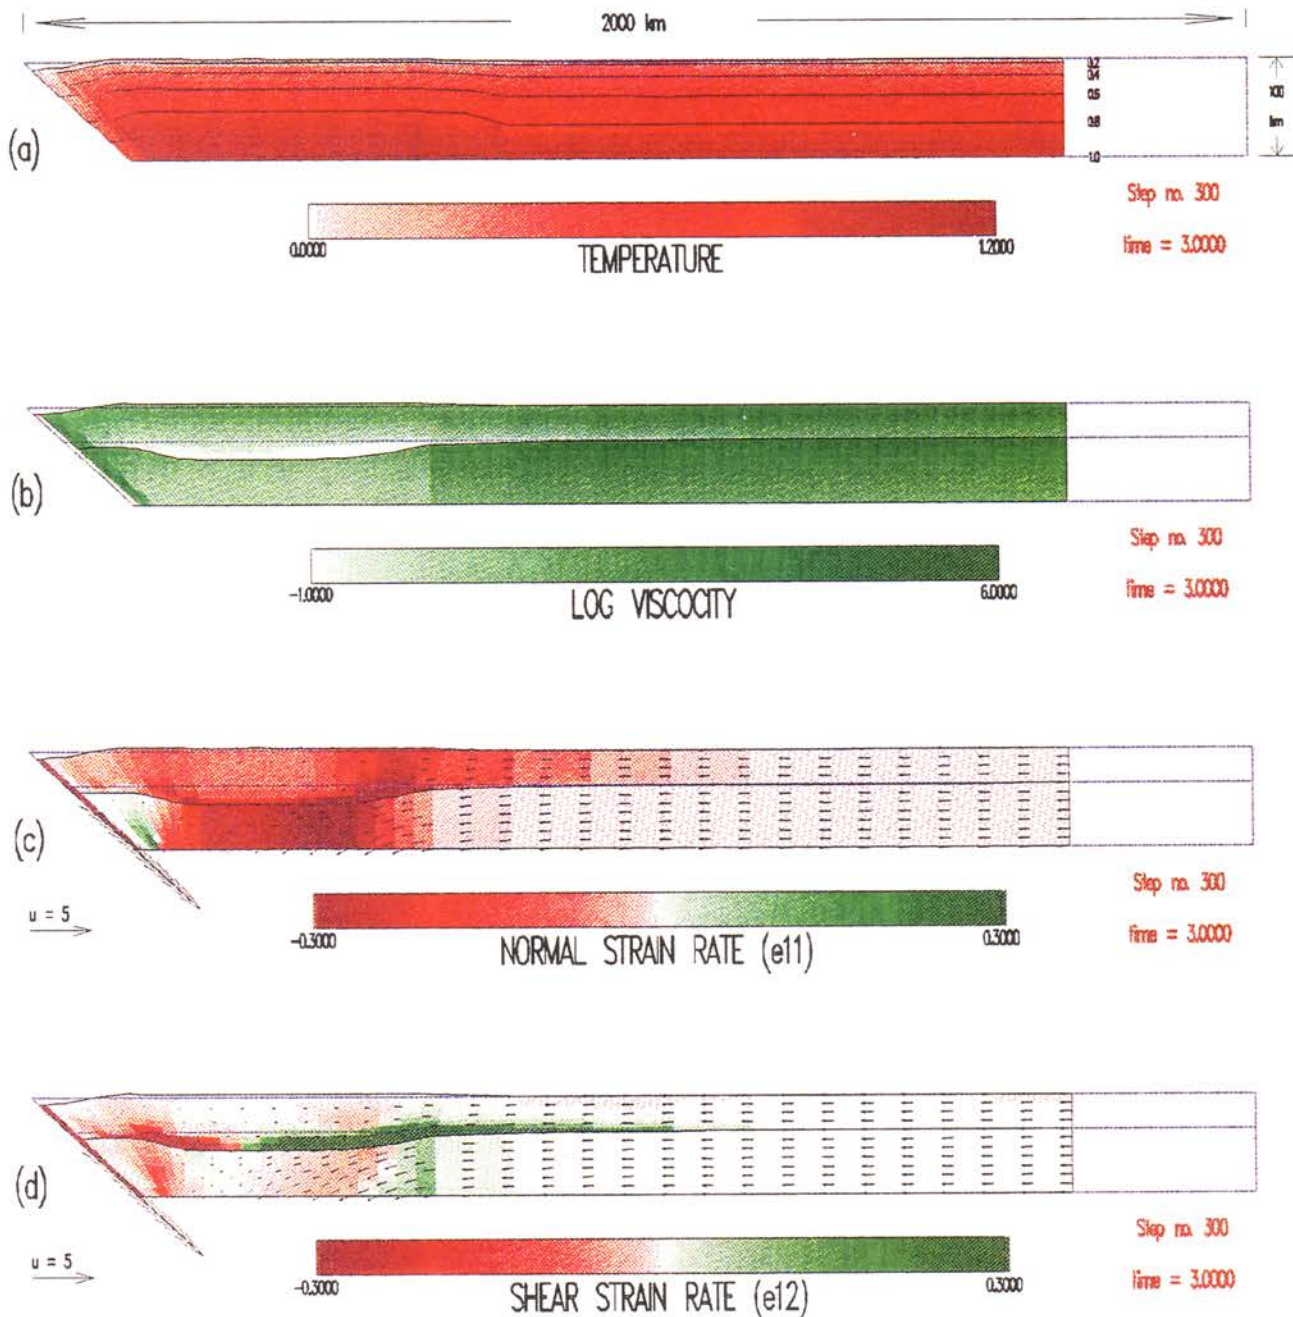 2000 km
0.2
0.4
0.6
0.8
1.0
100
km
(a)
0.0000
1.2000
TEMPERATURE
Step no. 300
time = 3.0000
(b)
-1.0000
6.0000
LOG VISCOCITY
Step no. 300
time = 3.0000
(c)
u = 5
-0.3000
0.3000
NORMAL STRAIN RATE (e11)
Step no. 300
time = 3.0000
(d)
u = 5
-0.3000
0.3000
SHEAR STRAIN RATE (e12)
Step no. 300
time = 3.0000